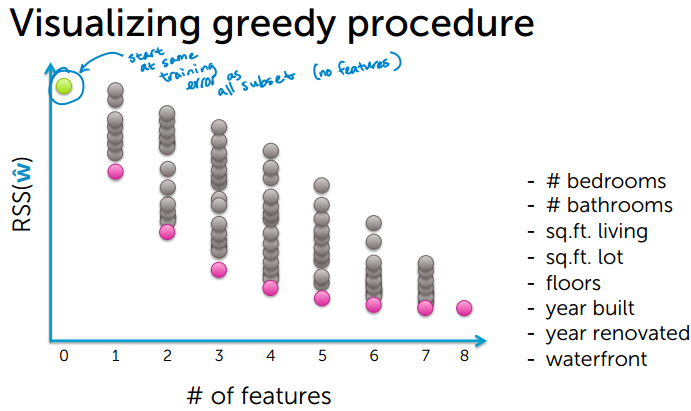 Visualizing greedy procedure
start
at same
training
error as
all subset (no features)
RSS(ŵ)
0 1 2 3 4 5 6 7 8
# of features
- # bedrooms
- # bathrooms
- sq.ft. living
- sq.ft. lot
- floors
- year built
- year renovated
- waterfront